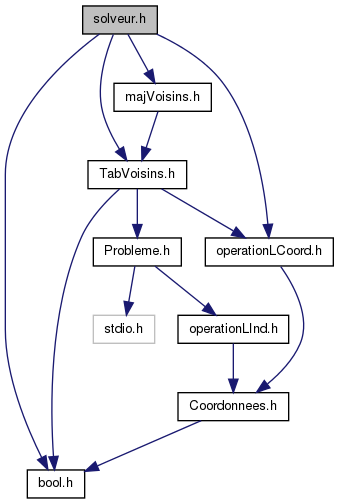 solveur.h
majVoisins.h
TabVoisins.h
Probleme.h
operationLCoord.h
stdio.h
operationLInd.h
Coordonnees.h
bool.h